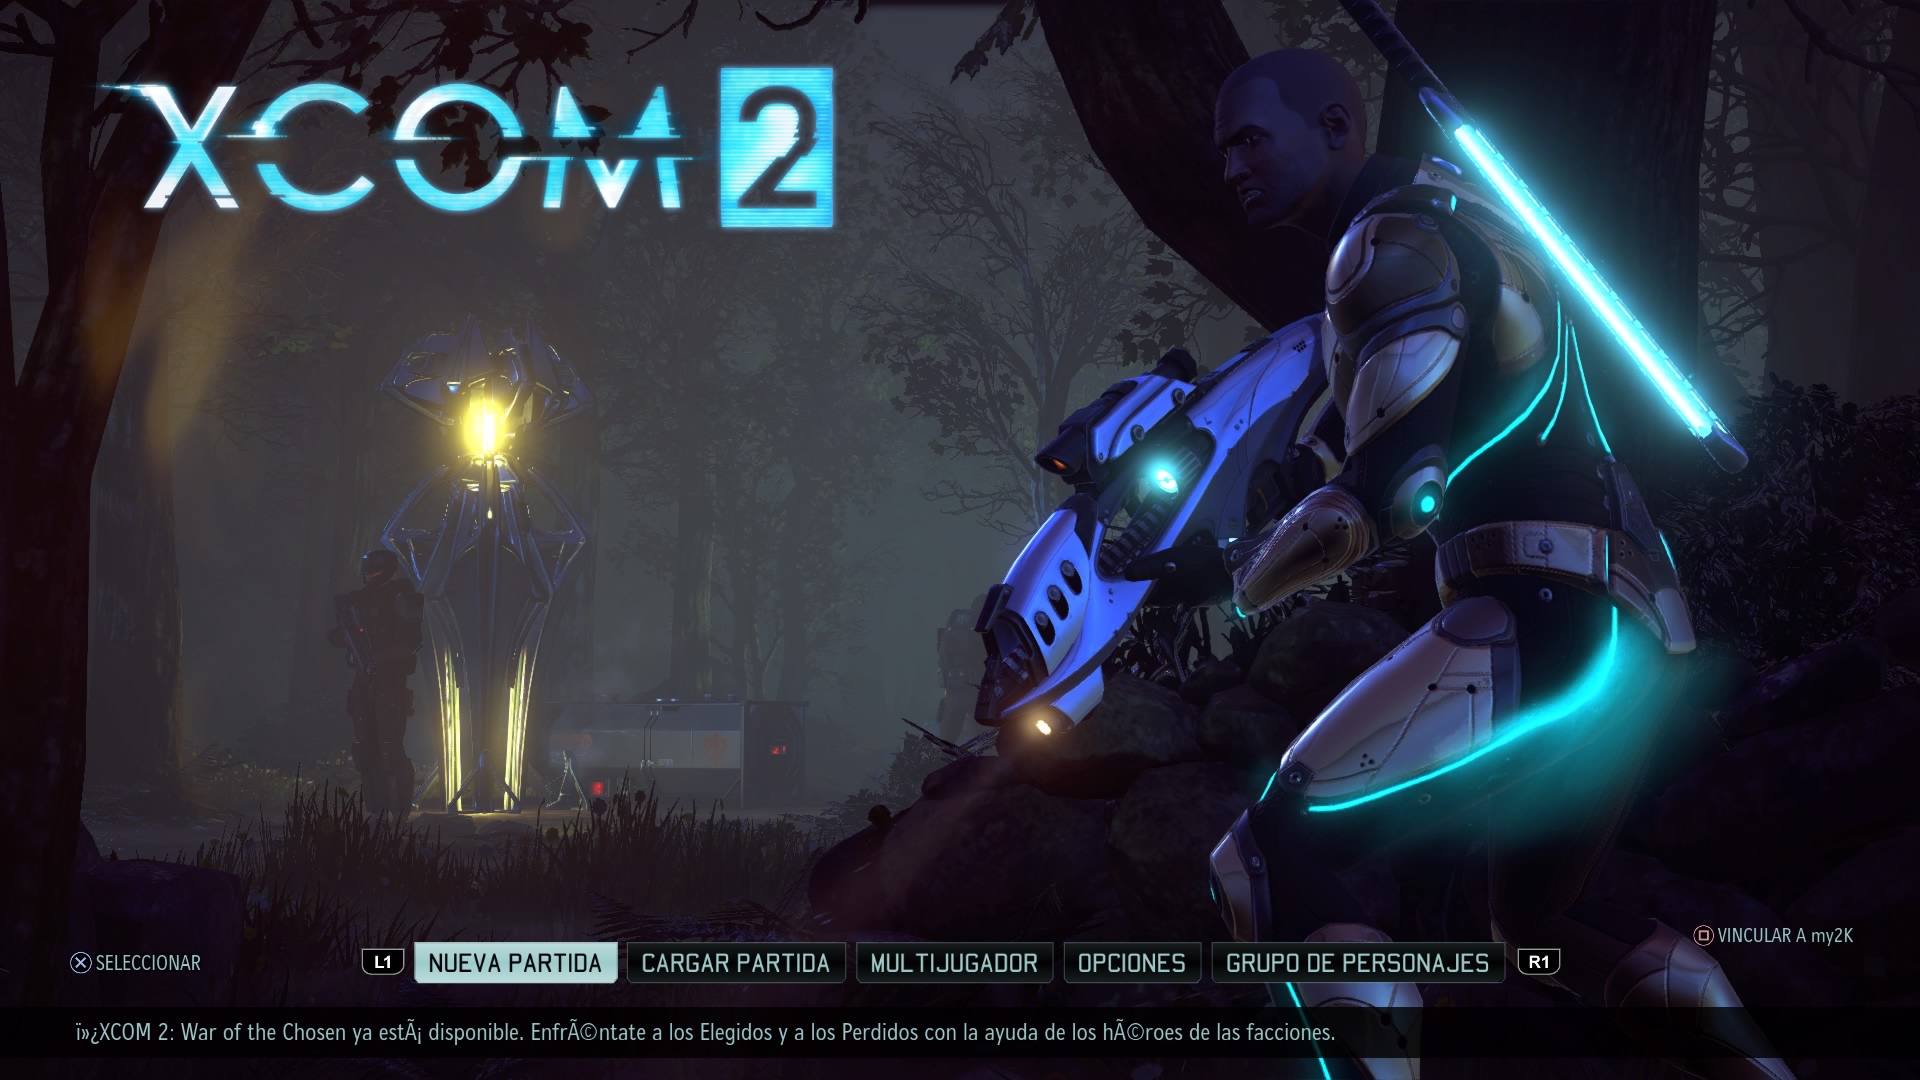 XCOM 2
SELECCIONAR
L1
NUEVA PARTIDA
CARGAR PARTIDA
MULTIJUGADOR
OPCIONES
GRUPO DE PERSONAJES
R1
VINCULAR A my2K
ï»¿XCOM 2: War of the Chosen ya estÃ¡ disponible. EnfrÃ©ntate a los Elegidos y a los Perdidos con la ayuda de los hÃ©roes de las facciones.